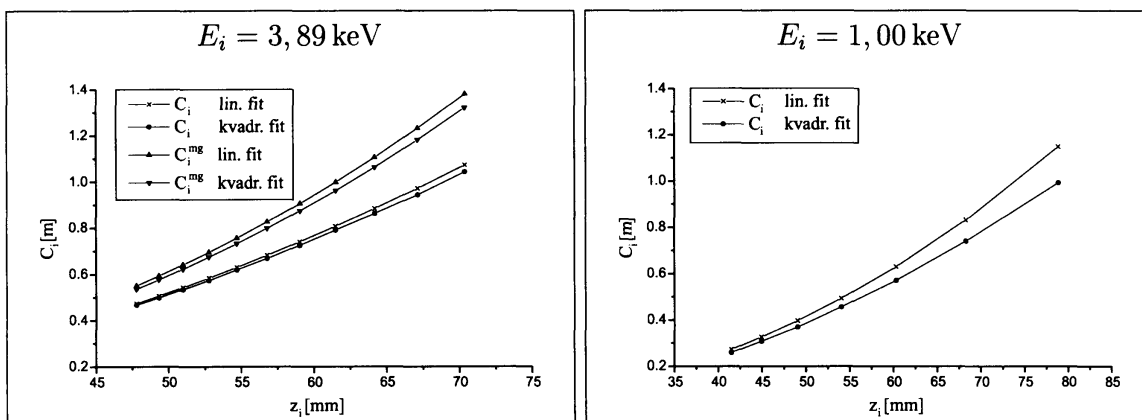 E_i = 3, 89 keV
C_i lin. fit
C_i kvadr. fit
C_i^mg lin. fit
C_i^mg kvadr. fit
C_i[m]
1.4
1.2
1.0
0.8
0.6
0.4
0.2
45 50 55 60 65 70 75
z_i[mm]
E_i = 1, 00 keV
C_i lin. fit
C_i kvadr. fit
C_i[m]
1.4
1.2
1.0
0.8
0.6
0.4
0.2
35 40 45 50 55 60 65 70 75 80 85
z_i[mm]